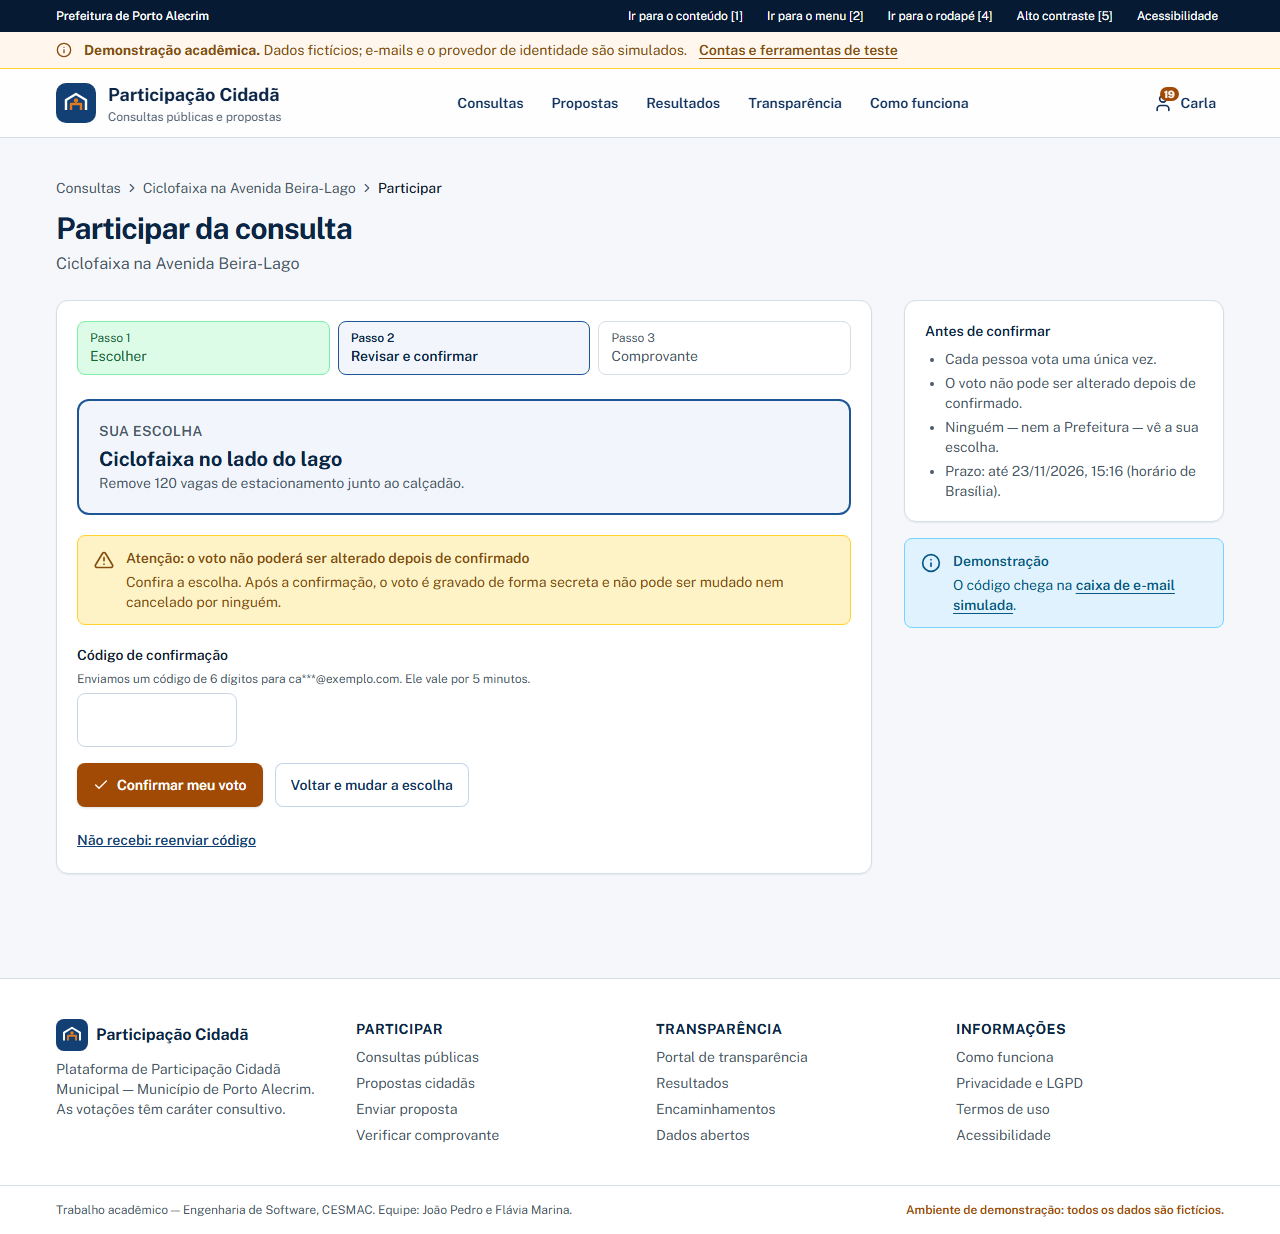 Prefeitura de Porto Alecrim
Ir para o conteúdo [1]
Ir para o menu [2]
Ir para o rodapé [4]
Alto contraste [5]
Acessibilidade
Demonstração acadêmica. Dados fictícios; e-mails e o provedor de identidade são simulados. Contas e ferramentas de teste
Participação Cidadã
Consultas públicas e propostas
Consultas
Propostas
Resultados
Transparência
Como funciona
19
Carla
Consultas > Ciclofaixa na Avenida Beira-Lago > Participar
Participar da consulta
Ciclofaixa na Avenida Beira-Lago
Passo 1
Escolher
Passo 2
Revisar e confirmar
Passo 3
Comprovante
SUA ESCOLHA
Ciclofaixa no lado do lago
Remove 120 vagas de estacionamento junto ao calçadão.
Atenção: o voto não poderá ser alterado depois de confirmado
Confira a escolha. Após a confirmação, o voto é gravado de forma secreta e não pode ser mudado nem
cancelado por ninguém.
Código de confirmação
Enviamos um código de 6 dígitos para ca***@exemplo.com. Ele vale por 5 minutos.
Confirmar meu voto
Voltar e mudar a escolha
Não recebi: reenviar código
Antes de confirmar
• Cada pessoa vota uma única vez.
• O voto não pode ser alterado depois de
confirmado.
• Ninguém — nem a Prefeitura — vê a sua
escolha.
• Prazo: até 23/11/2026, 15:16 (horário de
Brasília).
Demonstração
O código chega na caixa de e-mail
simulada.
Participação Cidadã
Plataforma de Participação Cidadã
Municipal — Município de Porto Alecrim.
As votações têm caráter consultivo.
PARTICIPAR
Consultas públicas
Propostas cidadãs
Enviar proposta
Verificar comprovante
TRANSPARÊNCIA
Portal de transparência
Resultados
Encaminhamentos
Dados abertos
INFORMAÇÕES
Como funciona
Privacidade e LGPD
Termos de uso
Acessibilidade
Trabalho acadêmico — Engenharia de Software, CESMAC. Equipe: João Pedro e Flávia Marina.
Ambiente de demonstração: todos os dados são fictícios.